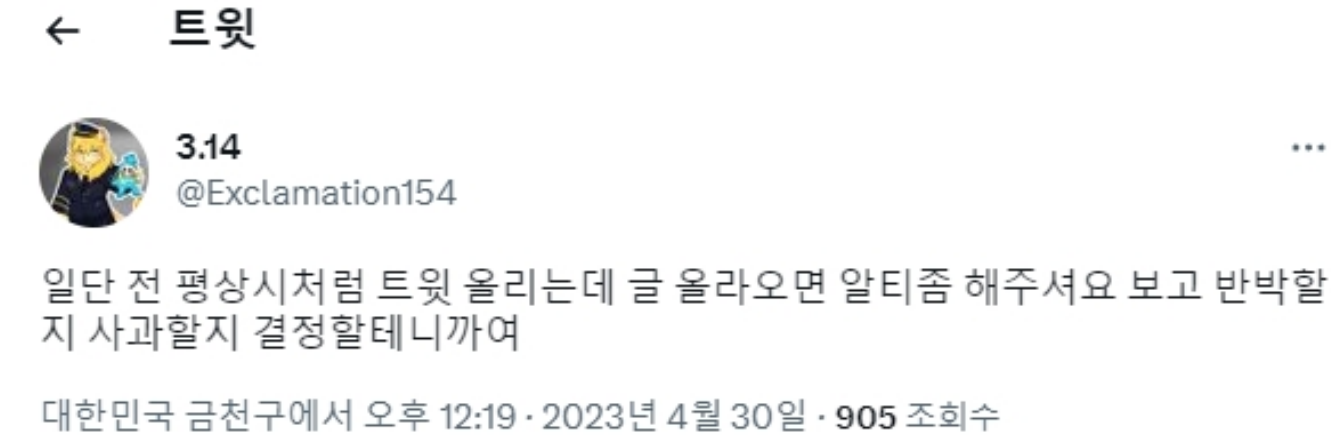 트윗
3.14
@Exclamation154
일단 전 평상시처럼 트윗 올리는데 글 올라오면 알티좀 해주셔요 보고 반박할
지 사과할지 결정할테니까여
대한민국 금천구에서 오후 12:19 · 2023년 4월 30일 · 905 조회수